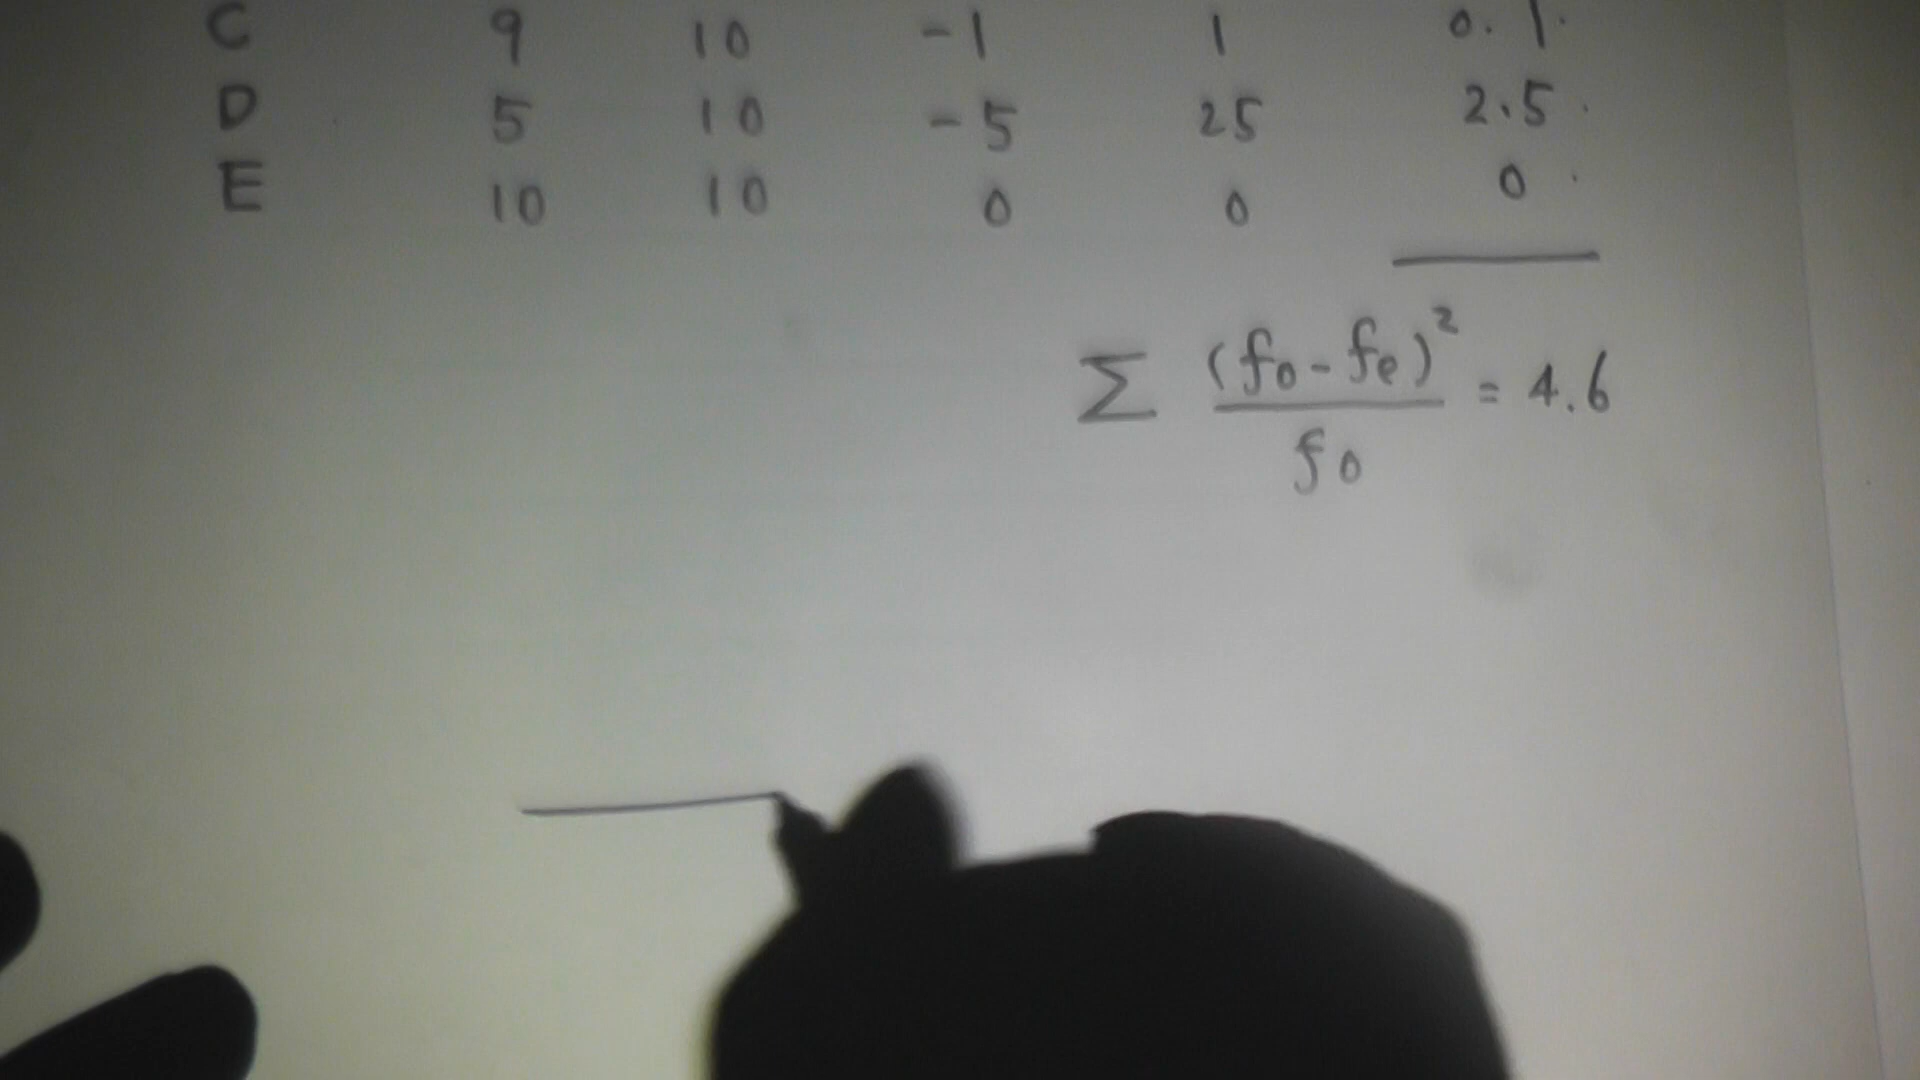 C 9 10 -1 1 0.1
D 5 10 -5 25 2.5
E 10 10 0 0 0
Σ (fo-fe)² / fo = 4.6